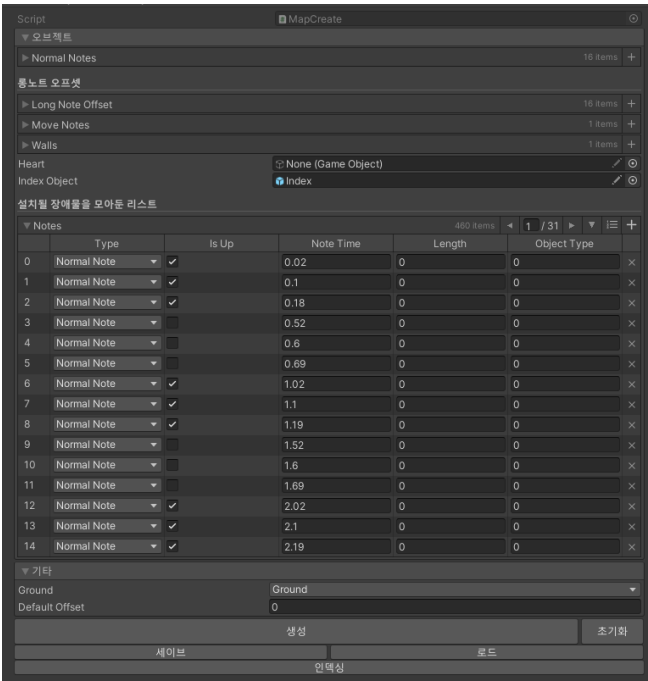 Script MapCreate
오브젝트
Normal Notes 16 items
롱노트 오프셋
Long Note Offset 16 items
Move Notes 1 items
Walls 1 items
Heart None (Game Object)
Index Object Index
설치될 장애물을 모아둔 리스트
Notes 460 items 1 / 31
Type Is Up Note Time Length Object Type
0 Normal Note 0.02 0 0
1 Normal Note 0.1 0 0
2 Normal Note 0.18 0 0
3 Normal Note 0.52 0 0
4 Normal Note 0.6 0 0
5 Normal Note 0.69 0 0
6 Normal Note 1.02 0 0
7 Normal Note 1.1 0 0
8 Normal Note 1.19 0 0
9 Normal Note 1.52 0 0
10 Normal Note 1.6 0 0
11 Normal Note 1.69 0 0
12 Normal Note 2.02 0 0
13 Normal Note 2.1 0 0
14 Normal Note 2.19 0 0
기타
Ground Ground
Default Offset 0
생성 초기화
세이브 로드
인덱싱